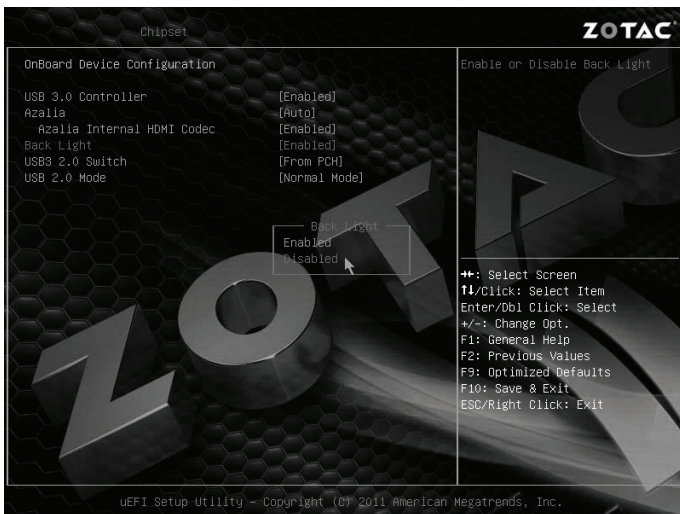 Chipset
ZOTAC
OnBoard Device Configuration
USB 3.0 Controller [Enabled]
Azalia [Auto]
Azalia Internal HDMI Codec [Enabled]
Back Light [Enabled]
USB3 2.0 Switch [From PCH]
USB 2.0 Mode [Normal Mode]
Back Light
Enabled
Disabled
Enable or Disable Back Light
→←: Select Screen
↑↓/Click: Select Item
Enter/Dbl Click: Select
+/-: Change Opt.
F1: General Help
F2: Previous Values
F9: Optimized Defaults
F10: Save & Exit
ESC/Right Click: Exit
ZOTAC
uEFI Setup Utility - Copyright (C) 2011 American Megatrends, Inc.